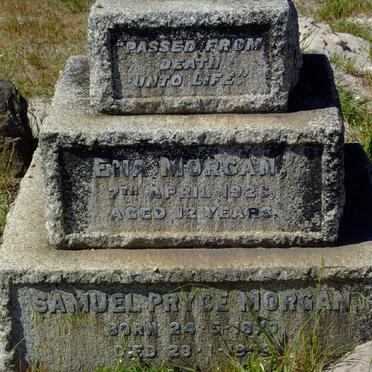 "PASSED FROM
DEATH
UNTO LIFE"
ENA MORGAN,
7TH APRIL 1926,
AGED 12 YEARS.
SAMUEL PRYCE MORGAN
BORN 24-5-
DIED 28-1-